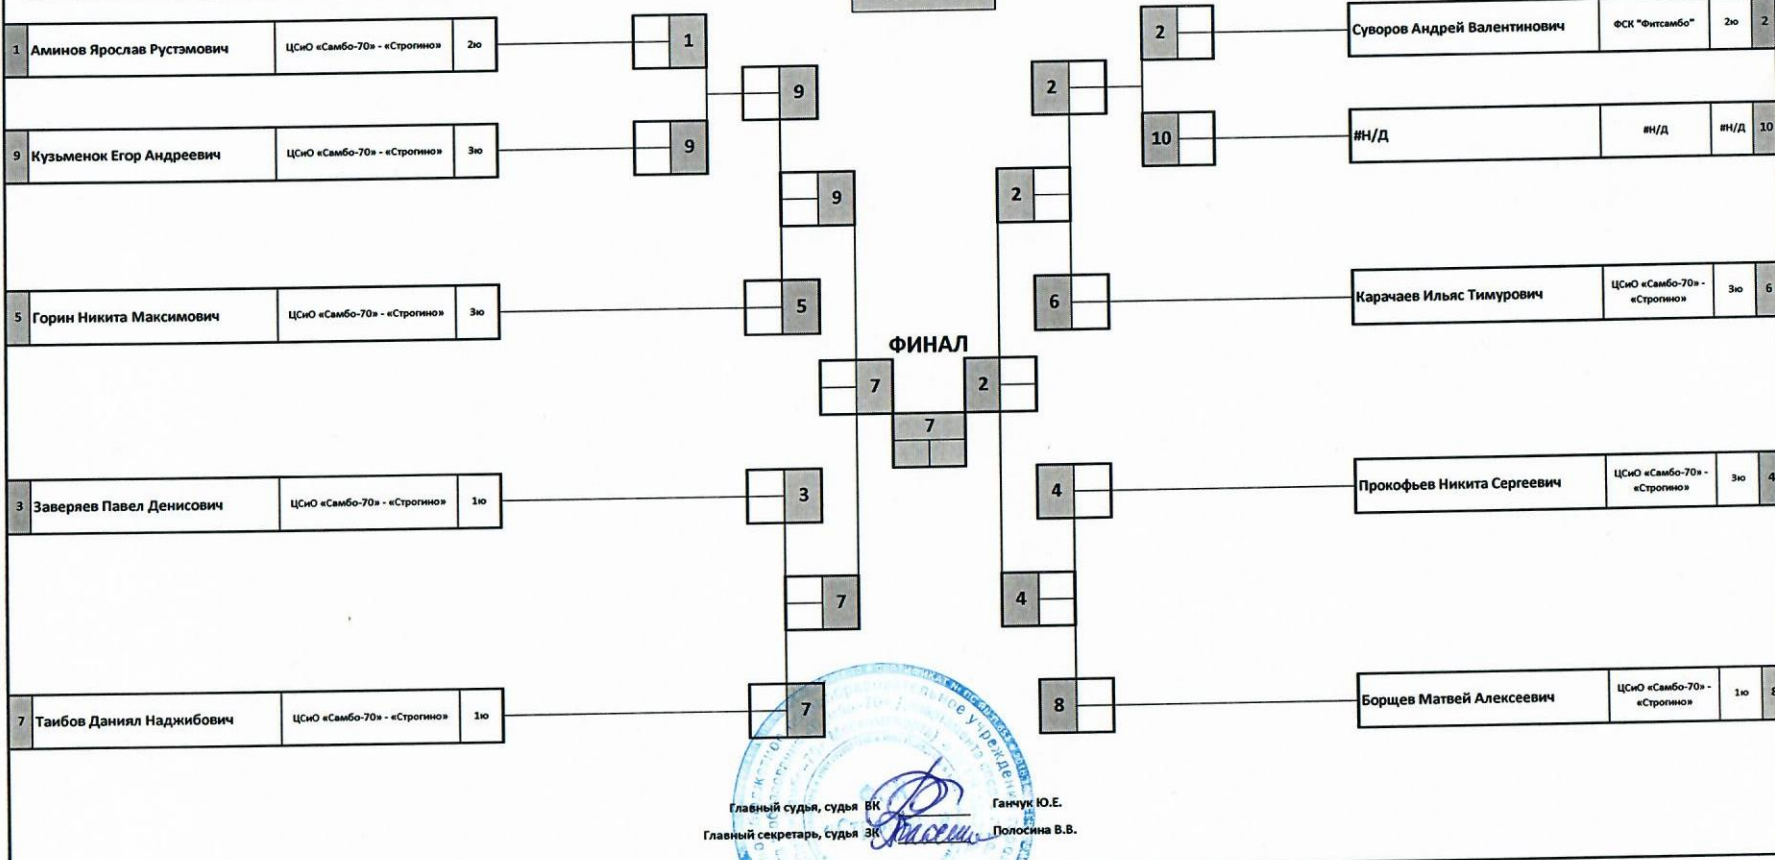 1 Аминов Ярослав Рустэмович ЦСиО «Самбо-70» - «Строгино» 2ю
1
9
9 Кузьменок Егор Андреевич ЦСиО «Самбо-70» - «Строгино» 3ю
9
9
5 Горин Никита Максимович ЦСиО «Самбо-70» - «Строгино» 3ю
5
3 Заверяев Павел Денисович ЦСиО «Самбо-70» - «Строгино» 1ю
3
7
7 Таибов Даниял Наджибович ЦСиО «Самбо-70» - «Строгино» 1ю
7
ФИНАЛ
7 2
7
2
Суворов Андрей Валентинович ФСК "Фитсамбо" 2ю 2
2
10
#Н/Д #Н/Д #Н/Д 10
2
6
Карачаев Ильяс Тимурович ЦСиО «Самбо-70» - «Строгино» 3ю 6
4
Прокофьев Никита Сергеевич ЦСиО «Самбо-70» - «Строгино» 3ю 4
4
8
Борщев Матвей Алексеевич ЦСиО «Самбо-70» - «Строгино» 1ю 8
Главный судья, судья ВК Ганчук Ю.Е.
Главный секретарь, судья 3К Полосина В.В.